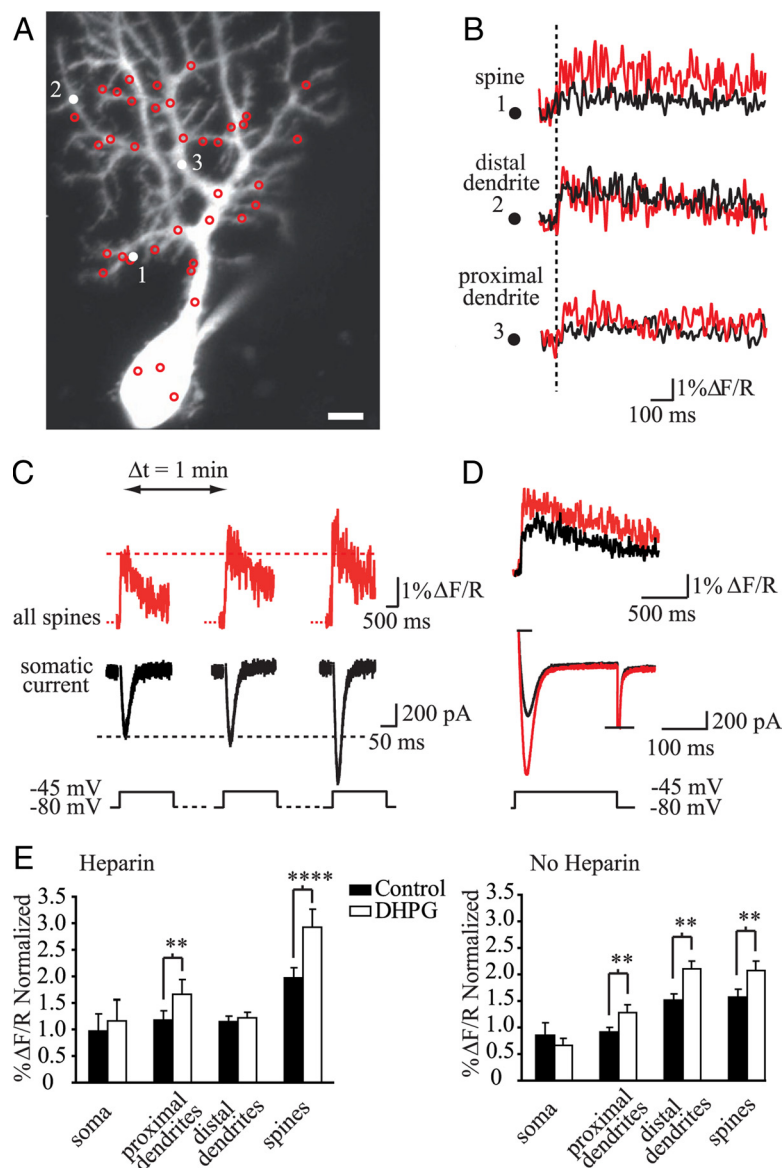 A
2
3
1
B
spine
1
distal
dendrite
2
proximal
dendrite
3
1%ΔF/R
100 ms
C
Δt = 1 min
1% ΔF/R
500 ms
all spines
somatic
current
200 pA
50 ms
-45 mV
-80 mV
D
1% ΔF/R
500 ms
200 pA
100 ms
-45 mV
-80 mV
E
Heparin
%ΔF/R Normalized
3.5
3.0
2.5
2.0
1.5
1.0
0.5
0
**
****
soma
proximal
dendrites
distal
dendrites
spines
Control
DHPG
No Heparin
%ΔF/R Normalized
3.5
3.0
2.5
2.0
1.5
1.0
0.5
0
**
**
**
soma
proximal
dendrites
distal
dendrites
spines